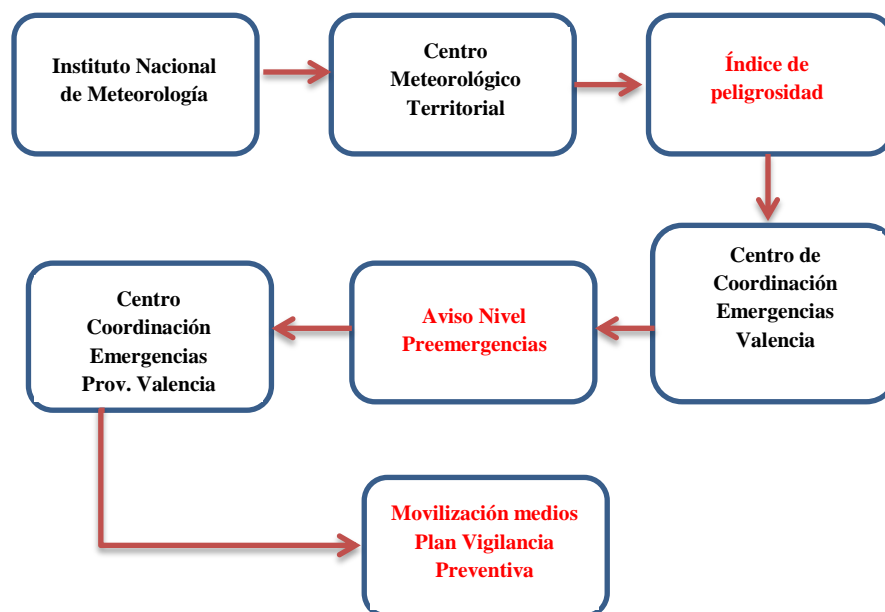 Instituto Nacional
de Meteorología
Centro
Meteorológico
Territorial
Índice de
peligrosidad
Centro de
Coordinación
Emergencias
Valencia
Aviso Nivel
Preemergencias
Centro
Coordinación
Emergencias
Prov. Valencia
Movilización medios
Plan Vigilancia
Preventiva